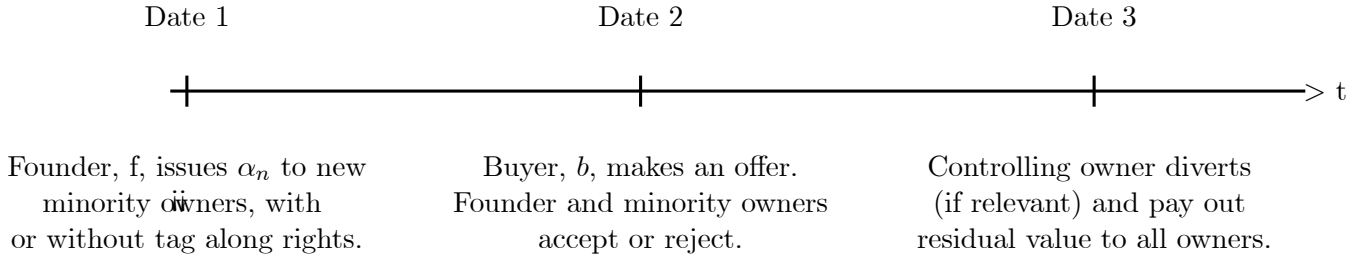 Date 1
Date 2
Date 3
t
Founder, f, issues αn to new
minority owners, with
or without tag along rights.
Buyer, b, makes an offer.
Founder and minority owners
accept or reject.
Controlling owner diverts
(if relevant) and pay out
residual value to all owners.